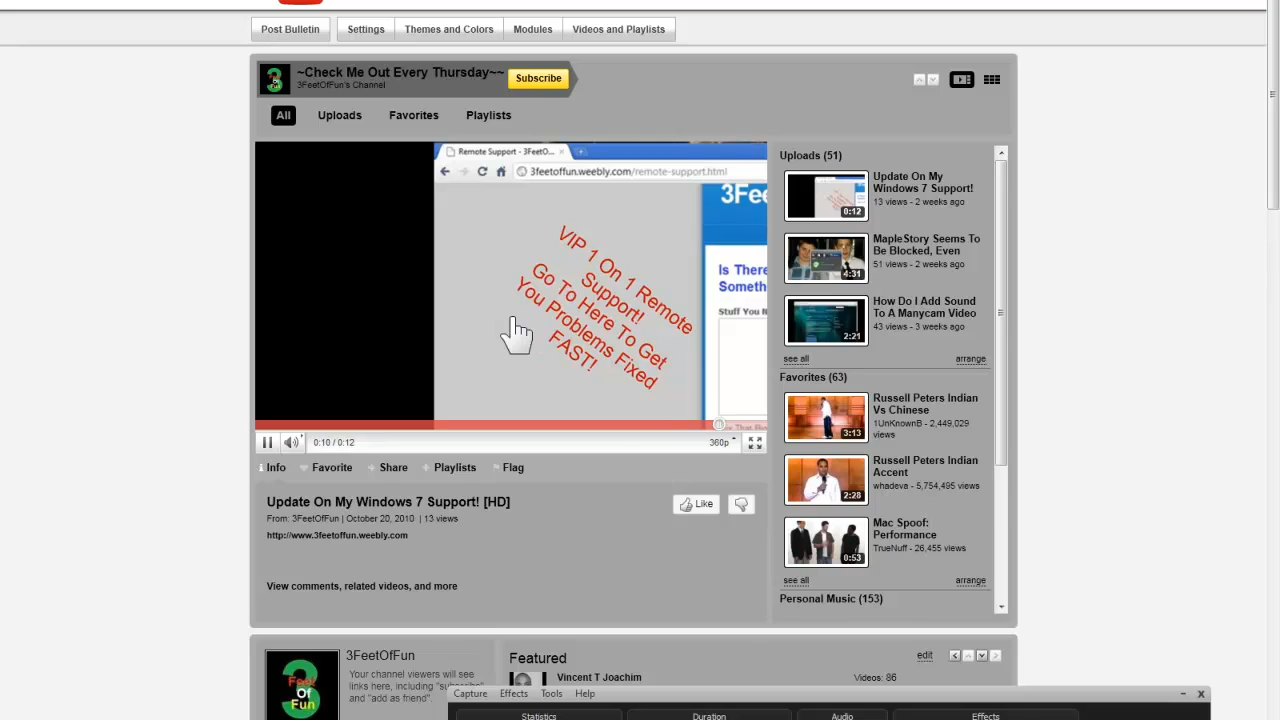 Post Bulletin
Settings
Themes and Colors
Modules
Videos and Playlists
~Check Me Out Every Thursday~~
Subscribe
3FeetOfFun's Channel
All
Uploads
Favorites
Playlists
Remote Support - 3FeetO...
3feetoffun.weebly.com/remote-support.html
3Fee
VIP 1 On 1 Remote
Support!
Go To Here To Get
You Problems Fixed
FAST!
Is There
Someth
Stuff You
0:10 / 0:12
360p
Info
Favorite
Share
Playlists
Flag
Update On My Windows 7 Support! [HD]
From: 3FeetOfFun | October 20, 2010 | 13 views
http://www.3feetoffun.weebly.com
Like
View comments, related videos, and more
Uploads (51)
Update On My
Windows 7 Support!
13 views - 2 weeks ago
0:12
MapleStory Seems To
Be Blocked, Even
51 views - 2 weeks ago
4:31
How Do I Add Sound
To A Manycam Video
43 views - 3 weeks ago
2:21
see all
arrange
Favorites (63)
Russell Peters Indian
Vs Chinese
1UnKnownB - 2,449,029
views
3:13
Russell Peters Indian
Accent
whadeva - 5,754,495 views
2:28
Mac Spoof:
Performance
TrueNuff - 26,455 views
0:53
see all
arrange
Personal Music (153)
3FeetOfFun
Your channel viewers will see
links here, including "subscribe"
and "add as friend".
3
Feet
Of
Fun
Featured
edit
Vincent T Joachim
Videos: 86
Capture
Effects
Tools
Help
Statistics
Duration
Audio
Effects